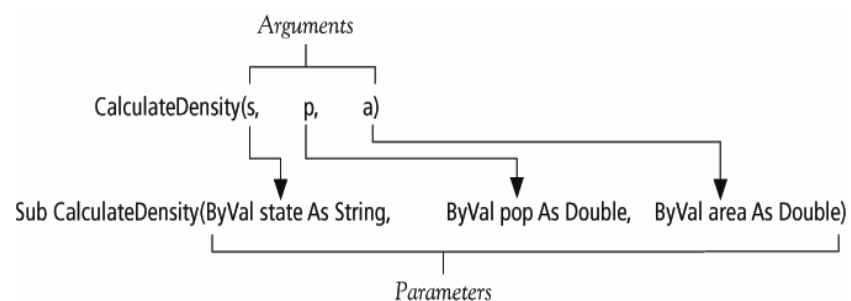 Arguments
CalculateDensity(s, p, a)
Sub CalculateDensity(ByVal state As String, ByVal pop As Double, ByVal area As Double)
Parameters